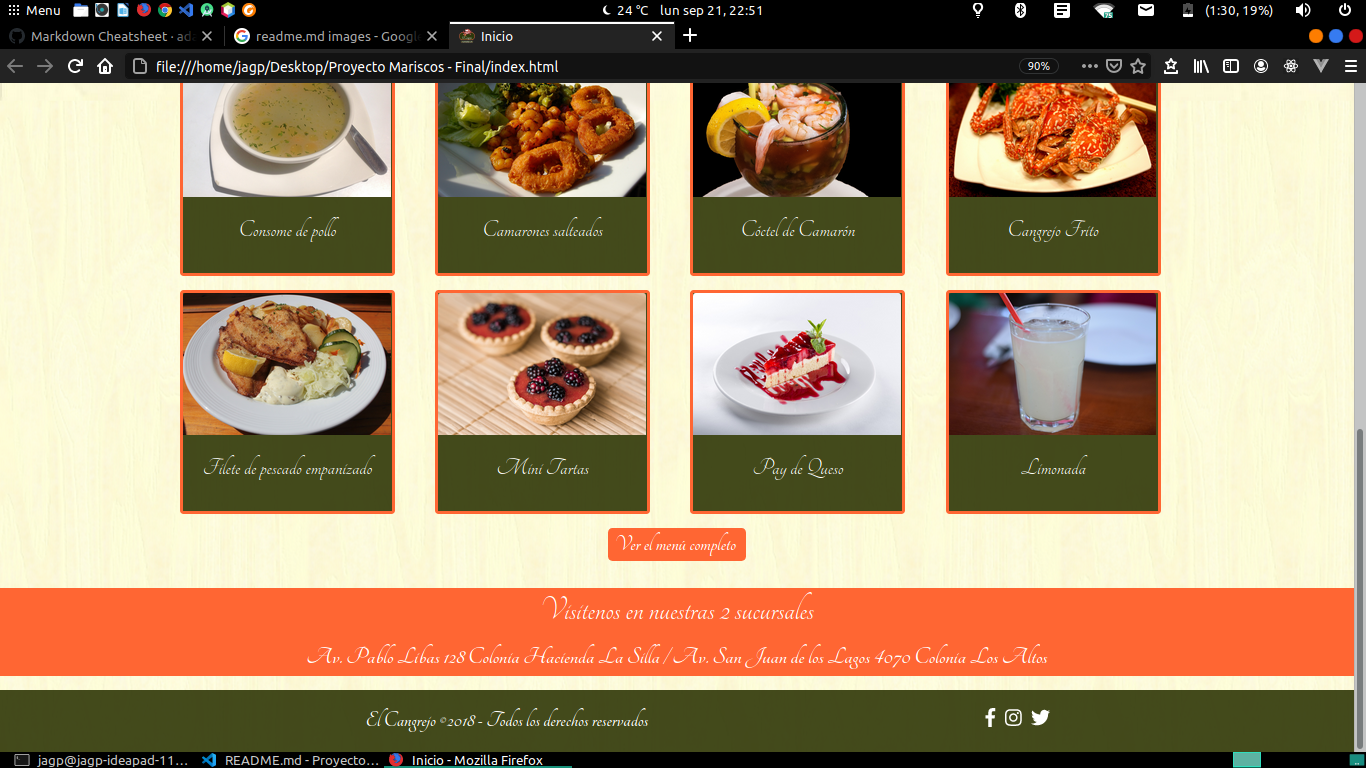 Menu
24 °C lun sep 21, 22:51
75
(1:30, 19%)
Markdown Cheatsheet · ad
readme.md images - Googl
Inicio
file:///home/jagp/Desktop/Proyecto Mariscos - Final/index.html
90%
Consome de pollo
Camarones salteados
Cóctel de Camarón
Cangrejo Frito
Filete de pescado empanizado
Mini Tartas
Pay de Queso
Limonada
Ver el menú completo
Visítenos en nuestras 2 sucursales
Av. Pablo Libas 128 Colonia Hacienda La Silla / Av. San Juan de los Lagos 4070 Colonia Los Altos
El Cangrejo ©2018 - Todos los derechos reservados
jagp@jagp-ideapad-11...
README.md - Proyecto...
Inicio - Mozilla Firefox